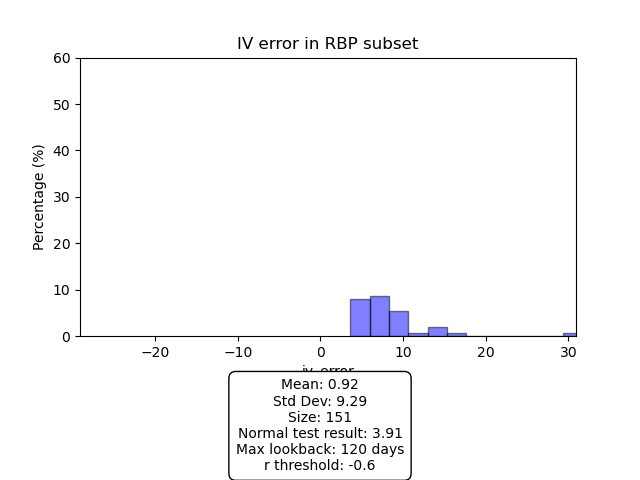 IV error in RBP subset
60
50
40
30
20
10
0
Percentage (%)
−20
−10
0
10
20
30
iv_error
Mean: 0.92
Std Dev: 9.29
Size: 151
Normal test result: 3.91
Max lookback: 120 days
r threshold: -0.6